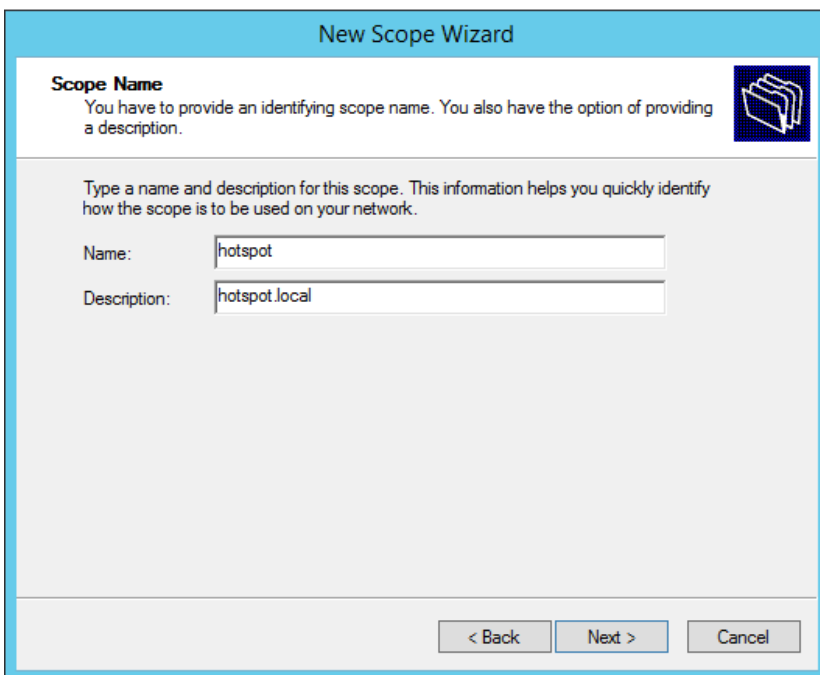 New Scope Wizard
Scope Name
You have to provide an identifying scope name. You also have the option of providing
a description.
Type a name and description for this scope. This information helps you quickly identify
how the scope is to be used on your network.
Name: hotspot
Description: hotspot.local
< Back Next > Cancel